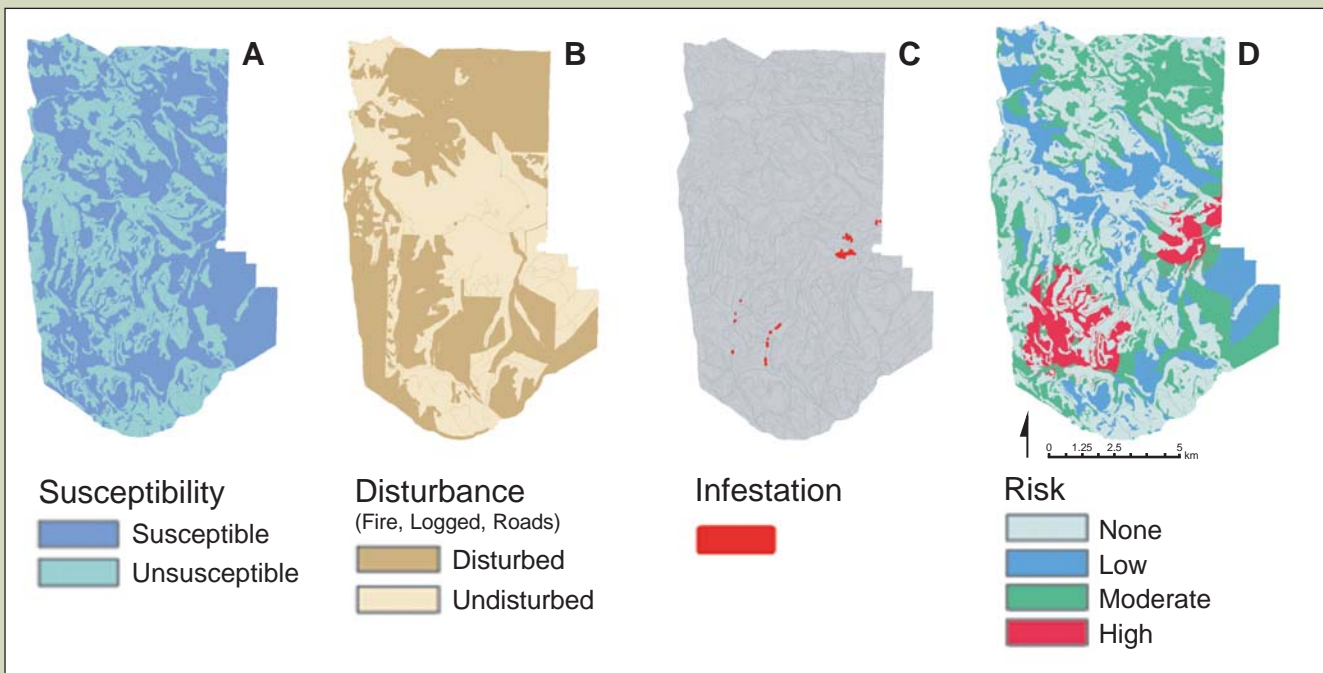 A
B
C
D
0 1.25 2.5 5
km
Susceptibility
Susceptible
Unsusceptible
Disturbance
(Fire, Logged, Roads)
Disturbed
Undisturbed
Infestation
Risk
None
Low
Moderate
High